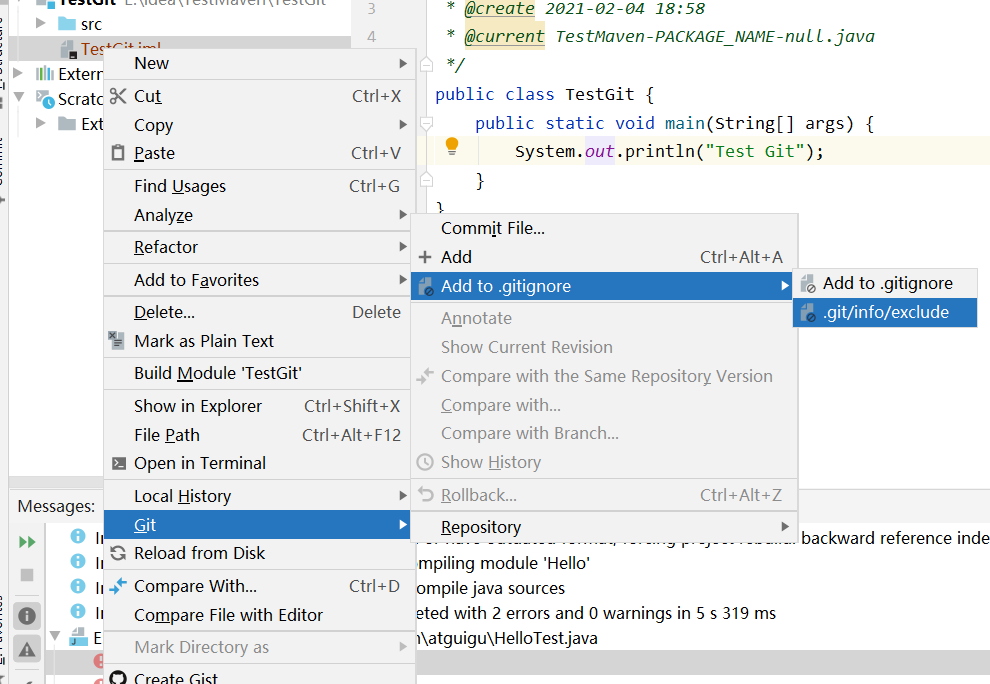 TestGit E:\Idea\TestMaven\TestGit
src
TestGit.iml
Extern
Scratc
Ext
3
4
* @create 2021-02-04 18:58
* @current TestMaven-PACKAGE_NAME-null.java
*/
public class TestGit {
public static void main(String[] args) {
System.out.println("Test Git");
}
}
New
Cut Ctrl+X
Copy
Paste Ctrl+V
Find Usages Ctrl+G
Analyze
Refactor
Add to Favorites
Delete... Delete
Mark as Plain Text
Build Module 'TestGit'
Show in Explorer Ctrl+Shift+X
File Path Ctrl+Alt+F12
Open in Terminal
Local History
Git
Reload from Disk
Compare With... Ctrl+D
Compare File with Editor
Mark Directory as
Create Gist
Commit File...
Add Ctrl+Alt+A
Add to .gitignore
Annotate
Show Current Revision
Compare with the Same Repository Version
Compare with...
Compare with Branch...
Show History
Rollback... Ctrl+Alt+Z
Repository
Add to .gitignore
.git/info/exclude
Messages:
backward reference inde
mpiling module 'Hello'
ompile java sources
eted with 2 errors and 0 warnings in 5 s 319 ms
\atguigu\HelloTest.java